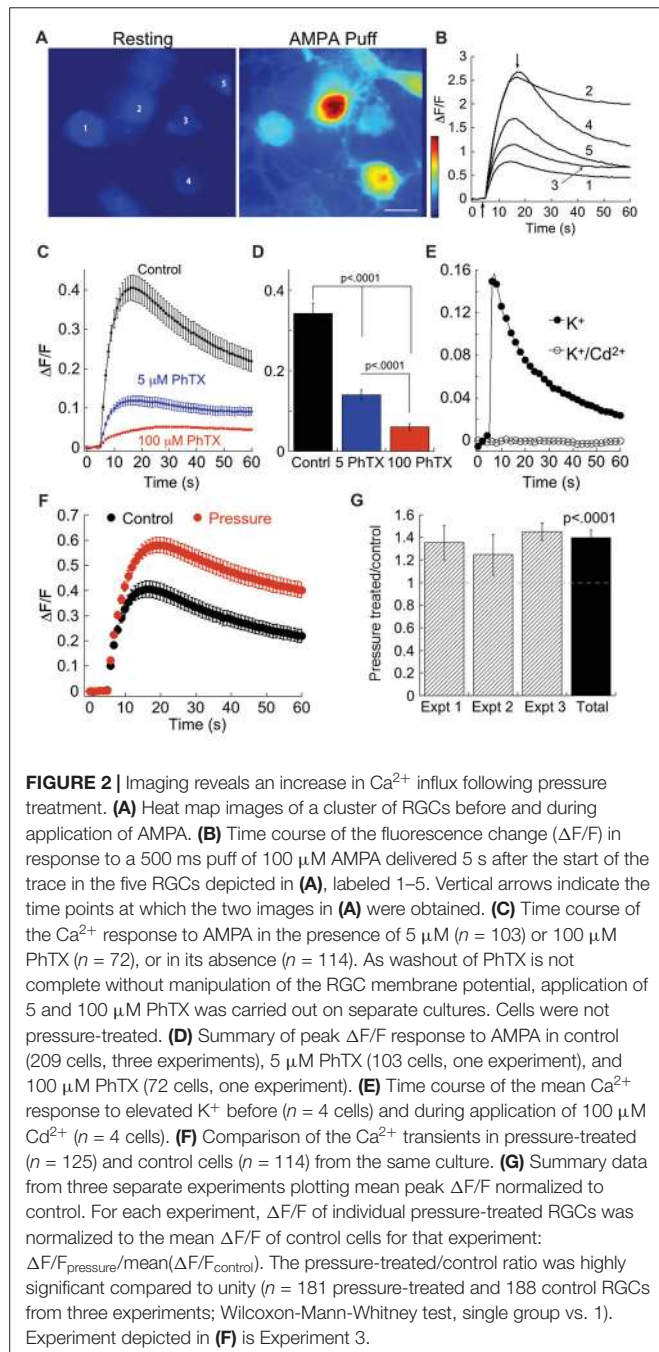 A Resting AMPA Puff
1
2
3
4
5
B
ΔF/F
3
2.5
2
1.5
1
0.5
0
2
4
5
3 1
0 10 20 30 40 50 60
Time (s)
C
ΔF/F
0.4
0.3
0.2
0.1
0
Control
5 μM PhTX
100 μM PhTX
0 10 20 30 40 50 60
Time (s)
D
0.4
0.2
0
p<.0001
p<.0001
Contrl 5 PhTX 100 PhTX
E
0.16
0.12
0.08
0.04
0
K+
K+/Cd2+
0 10 20 30 40 50 60
Time (s)
F
ΔF/F
0.7
0.6
0.5
0.4
0.3
0.2
0.1
0
Control Pressure
0 10 20 30 40 50 60
Time (s)
G
Pressure treated/control
1.6
1.4
1.2
1
0.8
0.6
0.4
0.2
0
p<.0001
Expt 1 Expt 2 Expt 3 Total
FIGURE 2 | Imaging reveals an increase in Ca2+ influx following pressure
treatment. (A) Heat map images of a cluster of RGCs before and during
application of AMPA. (B) Time course of the fluorescence change (ΔF/F) in
response to a 500 ms puff of 100 μM AMPA delivered 5 s after the start of the
trace in the five RGCs depicted in (A), labeled 1–5. Vertical arrows indicate the
time points at which the two images in (A) were obtained. (C) Time course of
the Ca2+ response to AMPA in the presence of 5 μM (n = 103) or 100 μM
PhTX (n = 72), or in its absence (n = 114). As washout of PhTX is not
complete without manipulation of the RGC membrane potential, application of
5 and 100 μM PhTX was carried out on separate cultures. Cells were not
pressure-treated. (D) Summary of peak ΔF/F response to AMPA in control
(209 cells, three experiments), 5 μM PhTX (103 cells, one experiment), and
100 μM PhTX (72 cells, one experiment). (E) Time course of the mean Ca2+
response to elevated K+ before (n = 4 cells) and during application of 100 μM
Cd2+ (n = 4 cells). (F) Comparison of the Ca2+ transients in pressure-treated
(n = 125) and control cells (n = 114) from the same culture. (G) Summary data
from three separate experiments plotting mean peak ΔF/F normalized to
control. For each experiment, ΔF/F of individual pressure-treated RGCs was
normalized to the mean ΔF/F of control cells for that experiment:
ΔF/Fpressure/mean(ΔF/Fcontrol). The pressure-treated/control ratio was highly
significant compared to unity (n = 181 pressure-treated and 188 control RGCs
from three experiments; Wilcoxon-Mann-Whitney test, single group vs. 1).
Experiment depicted in (F) is Experiment 3.